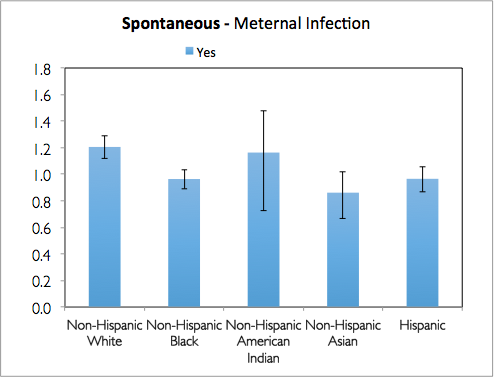 Spontaneous - Meternal Infection
Yes
1.8
1.6
1.4
1.2
1.0
0.8
0.6
0.4
0.2
0.0
Non-Hispanic White
Non-Hispanic Black
Non-Hispanic American Indian
Non-Hispanic Asian
Hispanic